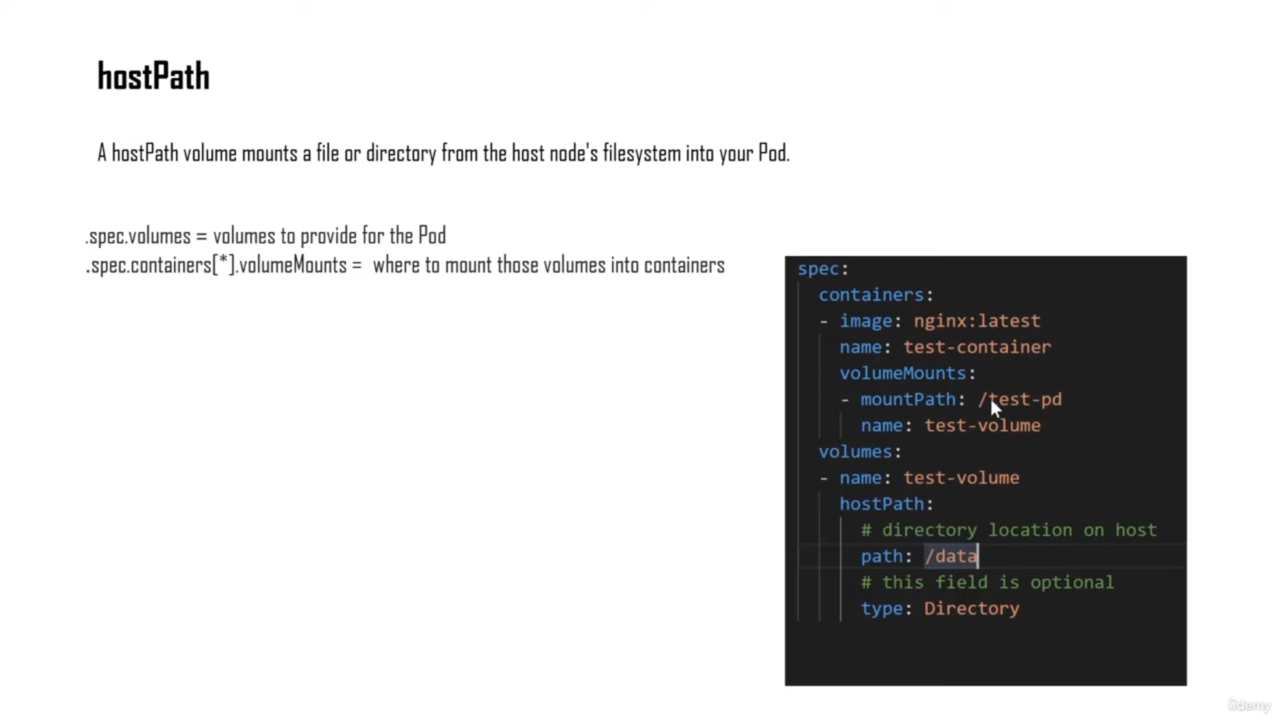 hostPath
A hostPath volume mounts a file or directory from the host node's filesystem into your Pod.
.spec.volumes = volumes to provide for the Pod
.spec.containers[*].volumeMounts = where to mount those volumes into containers
spec:
containers:
- image: nginx:latest
name: test-container
volumeMounts:
- mountPath: /test-pd
name: test-volume
volumes:
- name: test-volume
hostPath:
# directory location on host
path: /data
# this field is optional
type: Directory
Udemy